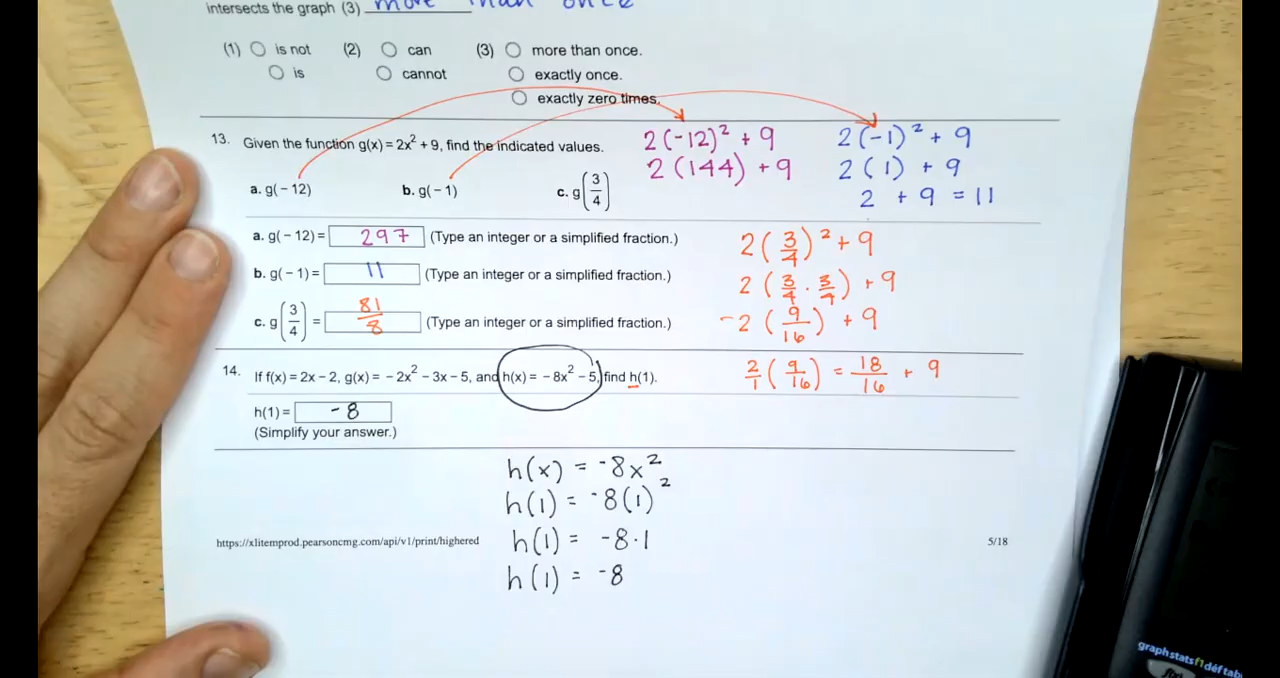 intersects the graph (3) more than once
(1) is not (2) can (3) more than once.
is cannot exactly once.
exactly zero times.
13. Given the function g(x) = 2x² + 9, find the indicated values.
a. g(−12) b. g(−1) c. g(3/4)
2(-12)² + 9
2(144) + 9
2(-1)² + 9
2(1) + 9
2 + 9 = 11
a. g(−12) = 297 (Type an integer or a simplified fraction.)
b. g(−1) = 11 (Type an integer or a simplified fraction.)
c. g(3/4) = 81/8 (Type an integer or a simplified fraction.)
2(3/4)² + 9
2(3/4 · 3/4) + 9
-2(9/16) + 9
2/1(9/16) = 18/16 + 9
14. If f(x) = 2x − 2, g(x) = −2x² − 3x − 5, and h(x) = −8x² − 5, find h(1).
h(1) = -8
(Simplify your answer.)
h(x) = -8x²
h(1) = -8(1)²
h(1) = -8·1
h(1) = -8
https://xlitemprod.pearsoncmg.com/api/v1/print/highered
5/18
graph stats f1 déf tab